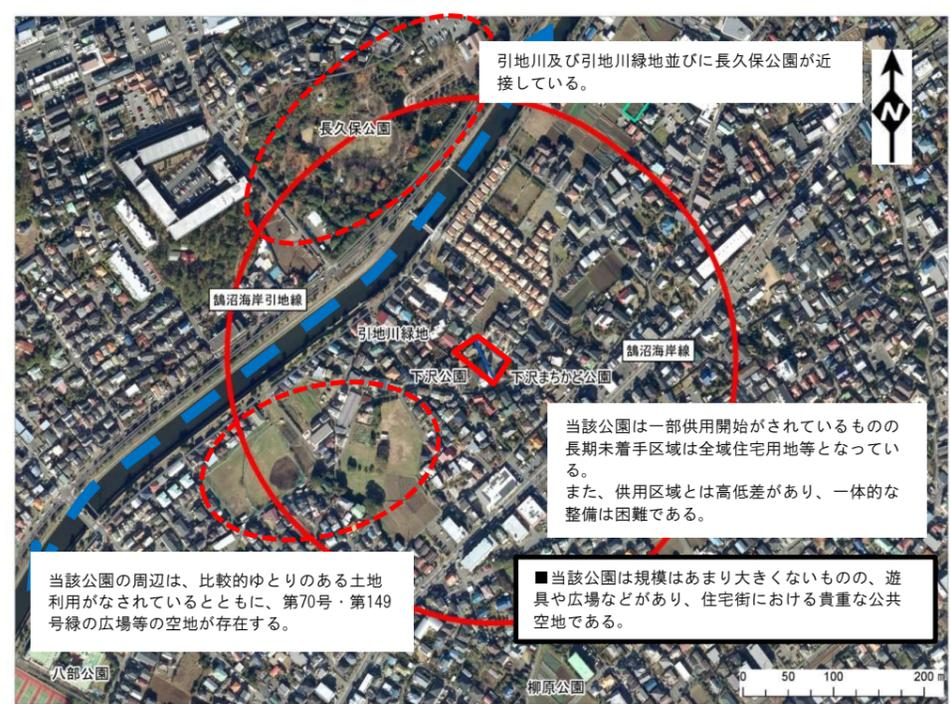 引地川及び引地川緑地並びに長久保公園が近
接している。
N
長久保公園
鵠沼海岸引地線
引地川緑地
鵠沼海岸線
下沢公園
下沢まちかど公園
当該公園は一部供用開始がされているものの
長期未着手区域は全域住宅用地等となってい
る。
また、供用区域とは高低差があり、一体的な
整備は困難である。
当該公園の周辺は、比較的ゆとりのある土地
利用がなされているとともに、第70号・第149
号緑の広場等の空地が存在する。
■当該公園は規模はあまり大きくないものの、遊
具や広場などがあり、住宅街における貴重な公共
空地である。
八部公園
柳原公園
0 50 100 200 m